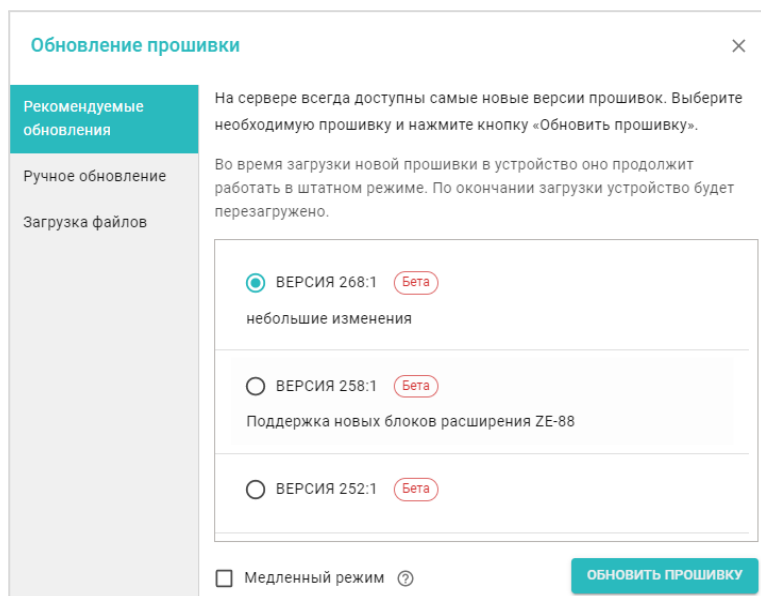 Обновление прошивки
Рекомендуемые
обновления
Ручное обновление
Загрузка файлов
На сервере всегда доступны самые новые версии прошивок. Выберите
необходимую прошивку и нажмите кнопку «Обновить прошивку».
Во время загрузки новой прошивки в устройство оно продолжит
работать в штатном режиме. По окончании загрузки устройство будет
перезагружено.
ВЕРСИЯ 268:1 Бета
небольшие изменения
ВЕРСИЯ 258:1 Бета
Поддержка новых блоков расширения ZE-88
ВЕРСИЯ 252:1 Бета
Медленный режим ?
ОБНОВИТЬ ПРОШИВКУ